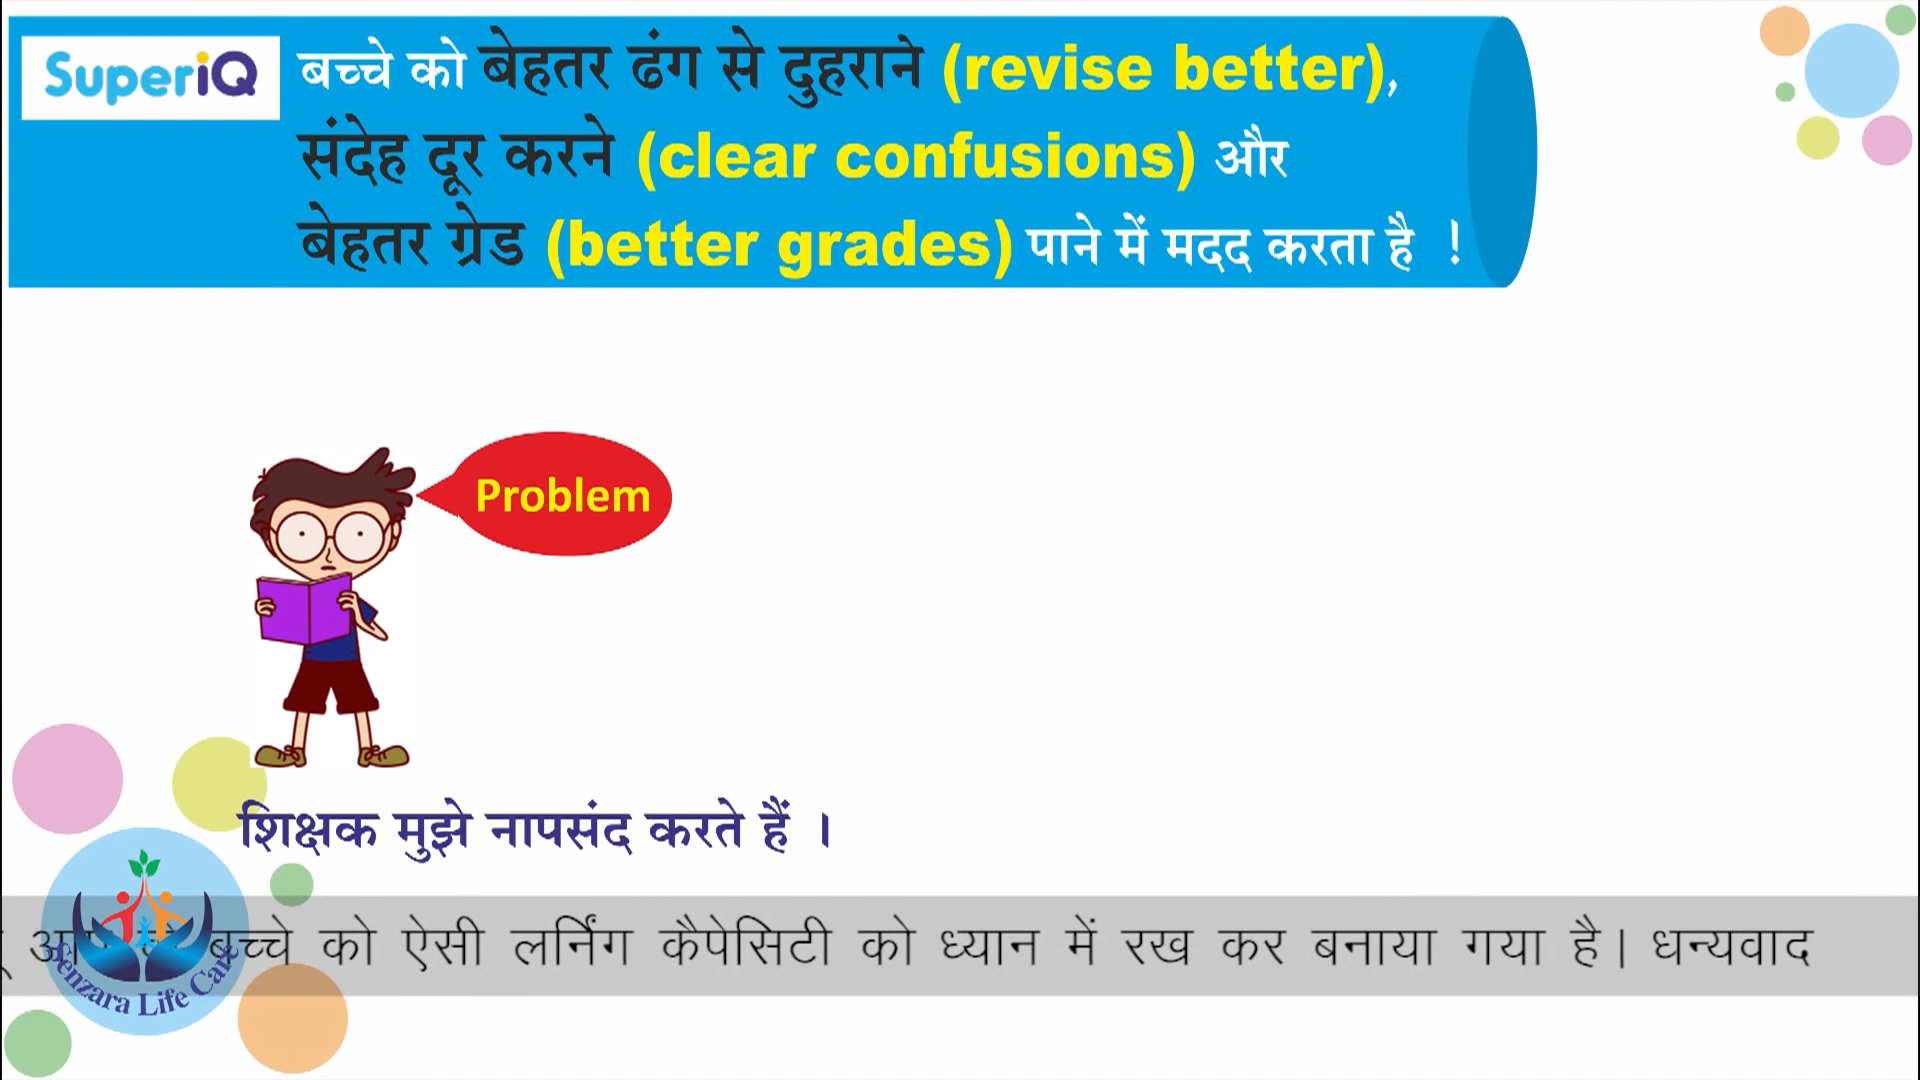 SuperiQ
बच्चे को बेहतर ढंग से दुहराने (revise better),
संदेह दूर करने (clear confusions) और
बेहतर ग्रेड (better grades) पाने में मदद करता है !
Problem
शिक्षक मुझे नापसंद करते हैं ।
बच्चे को ऐसी लर्निंग कैपेसिटी को ध्यान में रख कर बनाया गया है। धन्यवाद
Senzara Life Care